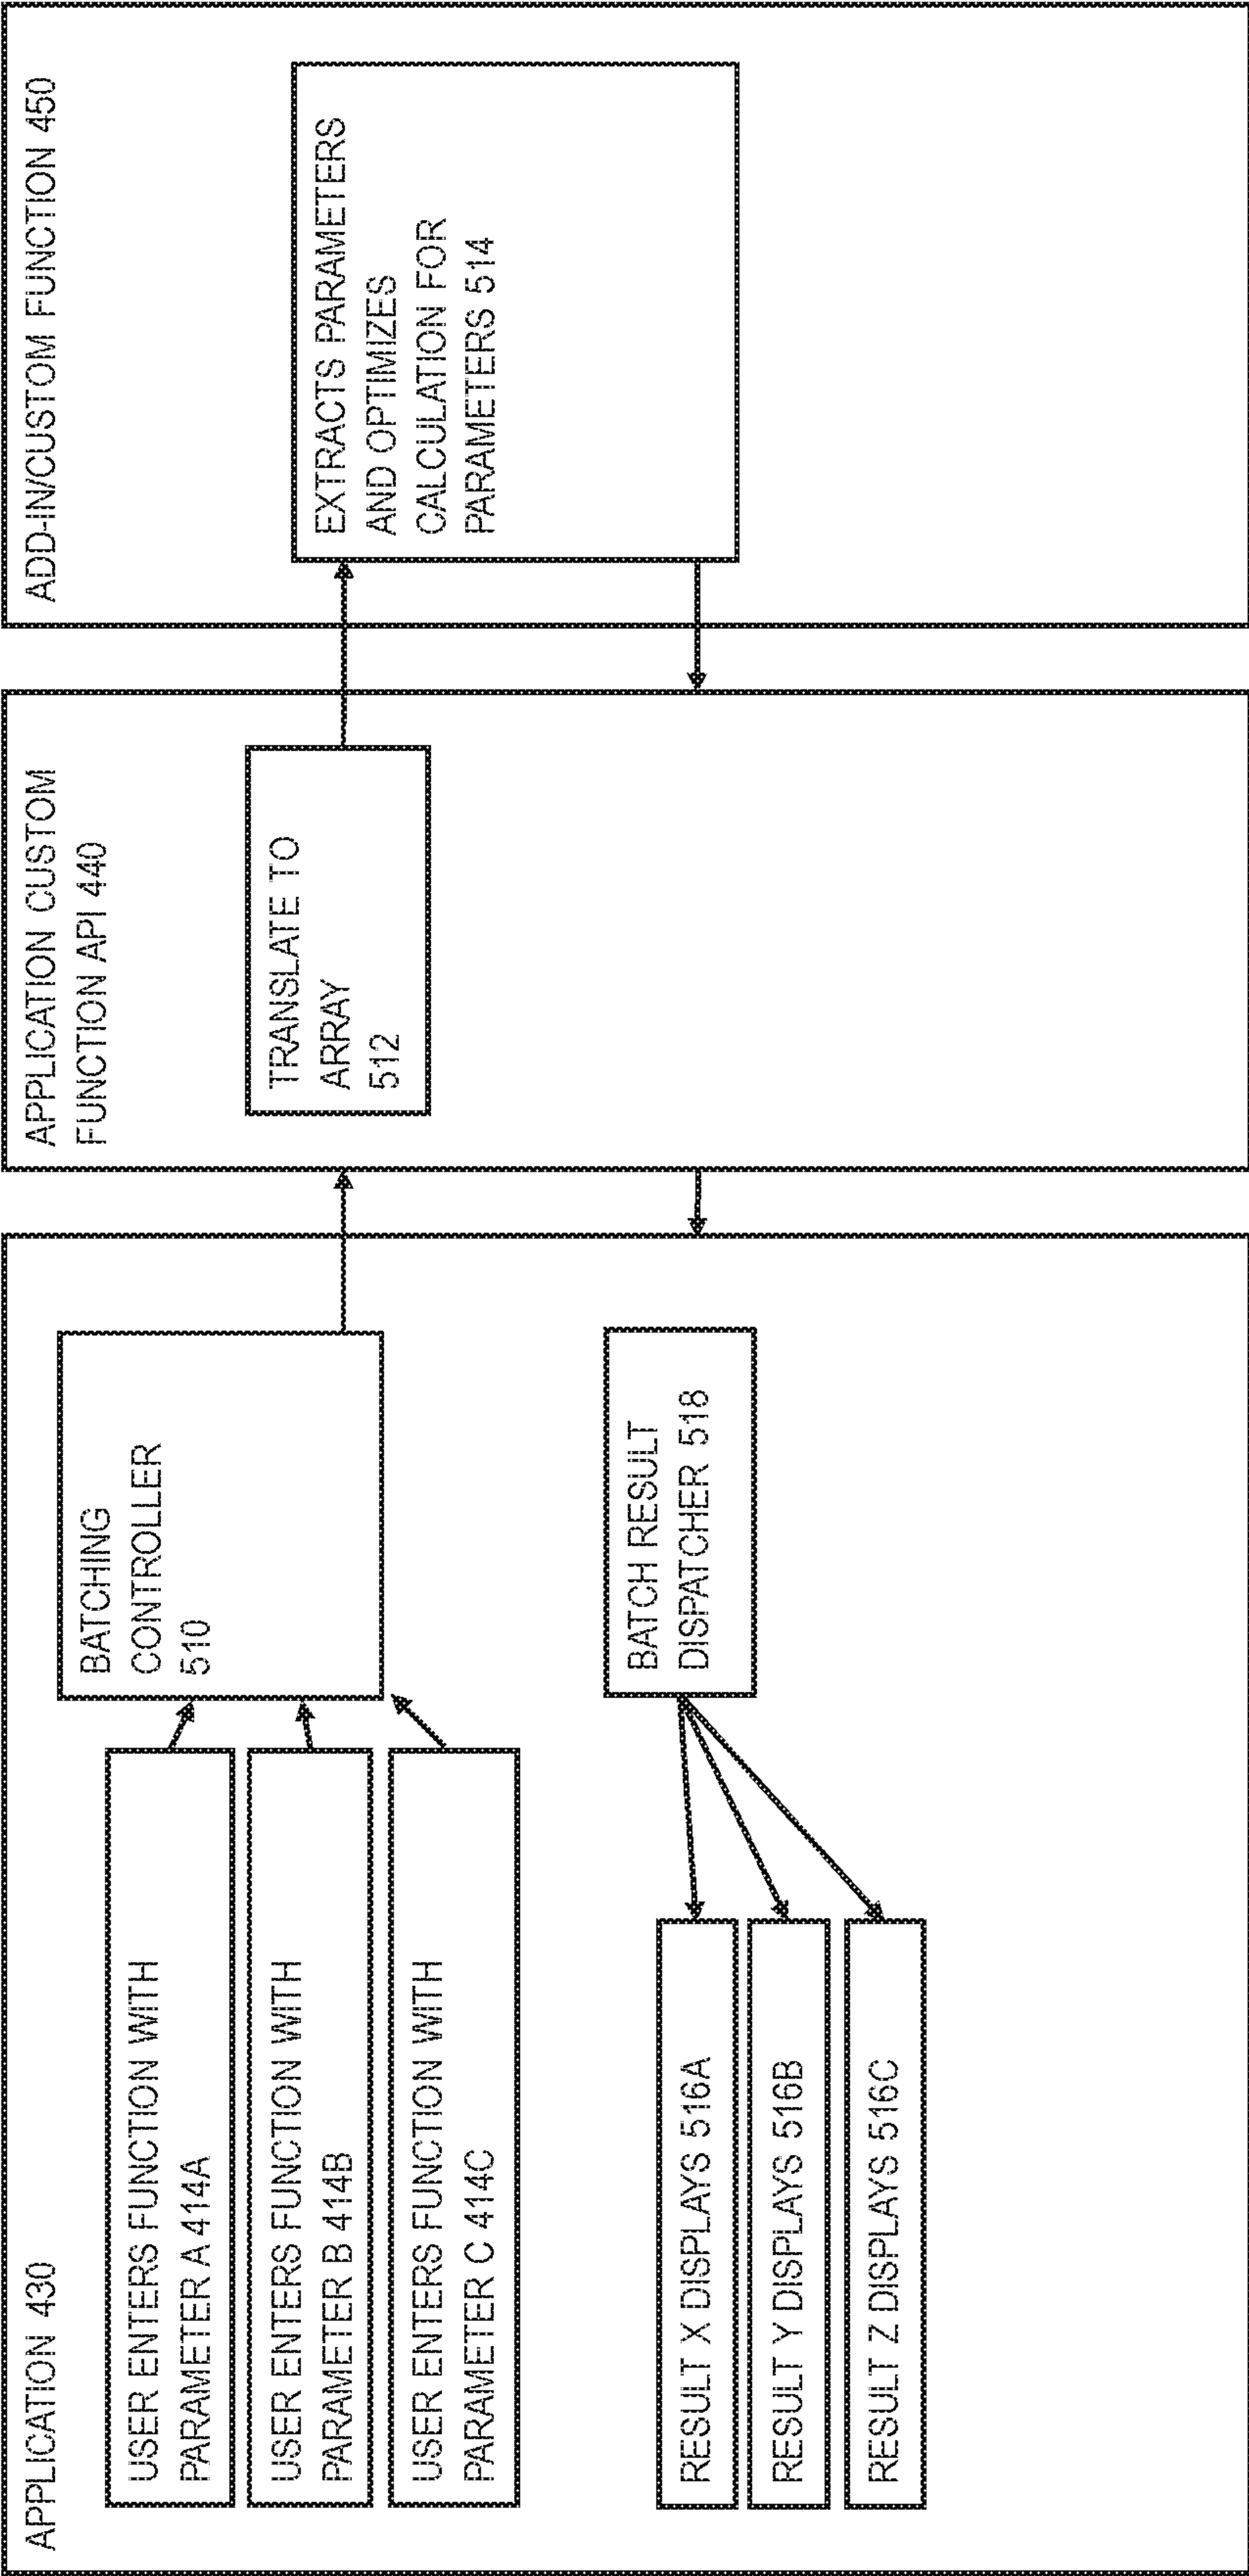 APPLICATION 430
USER ENTERS FUNCTION WITH
PARAMETER A 414A
USER ENTERS FUNCTION WITH
PARAMETER B 414B
USER ENTERS FUNCTION WITH
PARAMETER C 414C
BATCHING
CONTROLLER
510
RESULT X DISPLAYS 516A
RESULT Y DISPLAYS 516B
RESULT Z DISPLAYS 516C
BATCH RESULT
DISPATCHER 518
APPLICATION CUSTOM
FUNCTION API 440
TRANSLATE TO
ARRAY
512
ADD-IN/CUSTOM FUNCTION 450
EXTRACTS PARAMETERS
AND OPTIMIZES
CALCULATION FOR
PARAMETERS 514